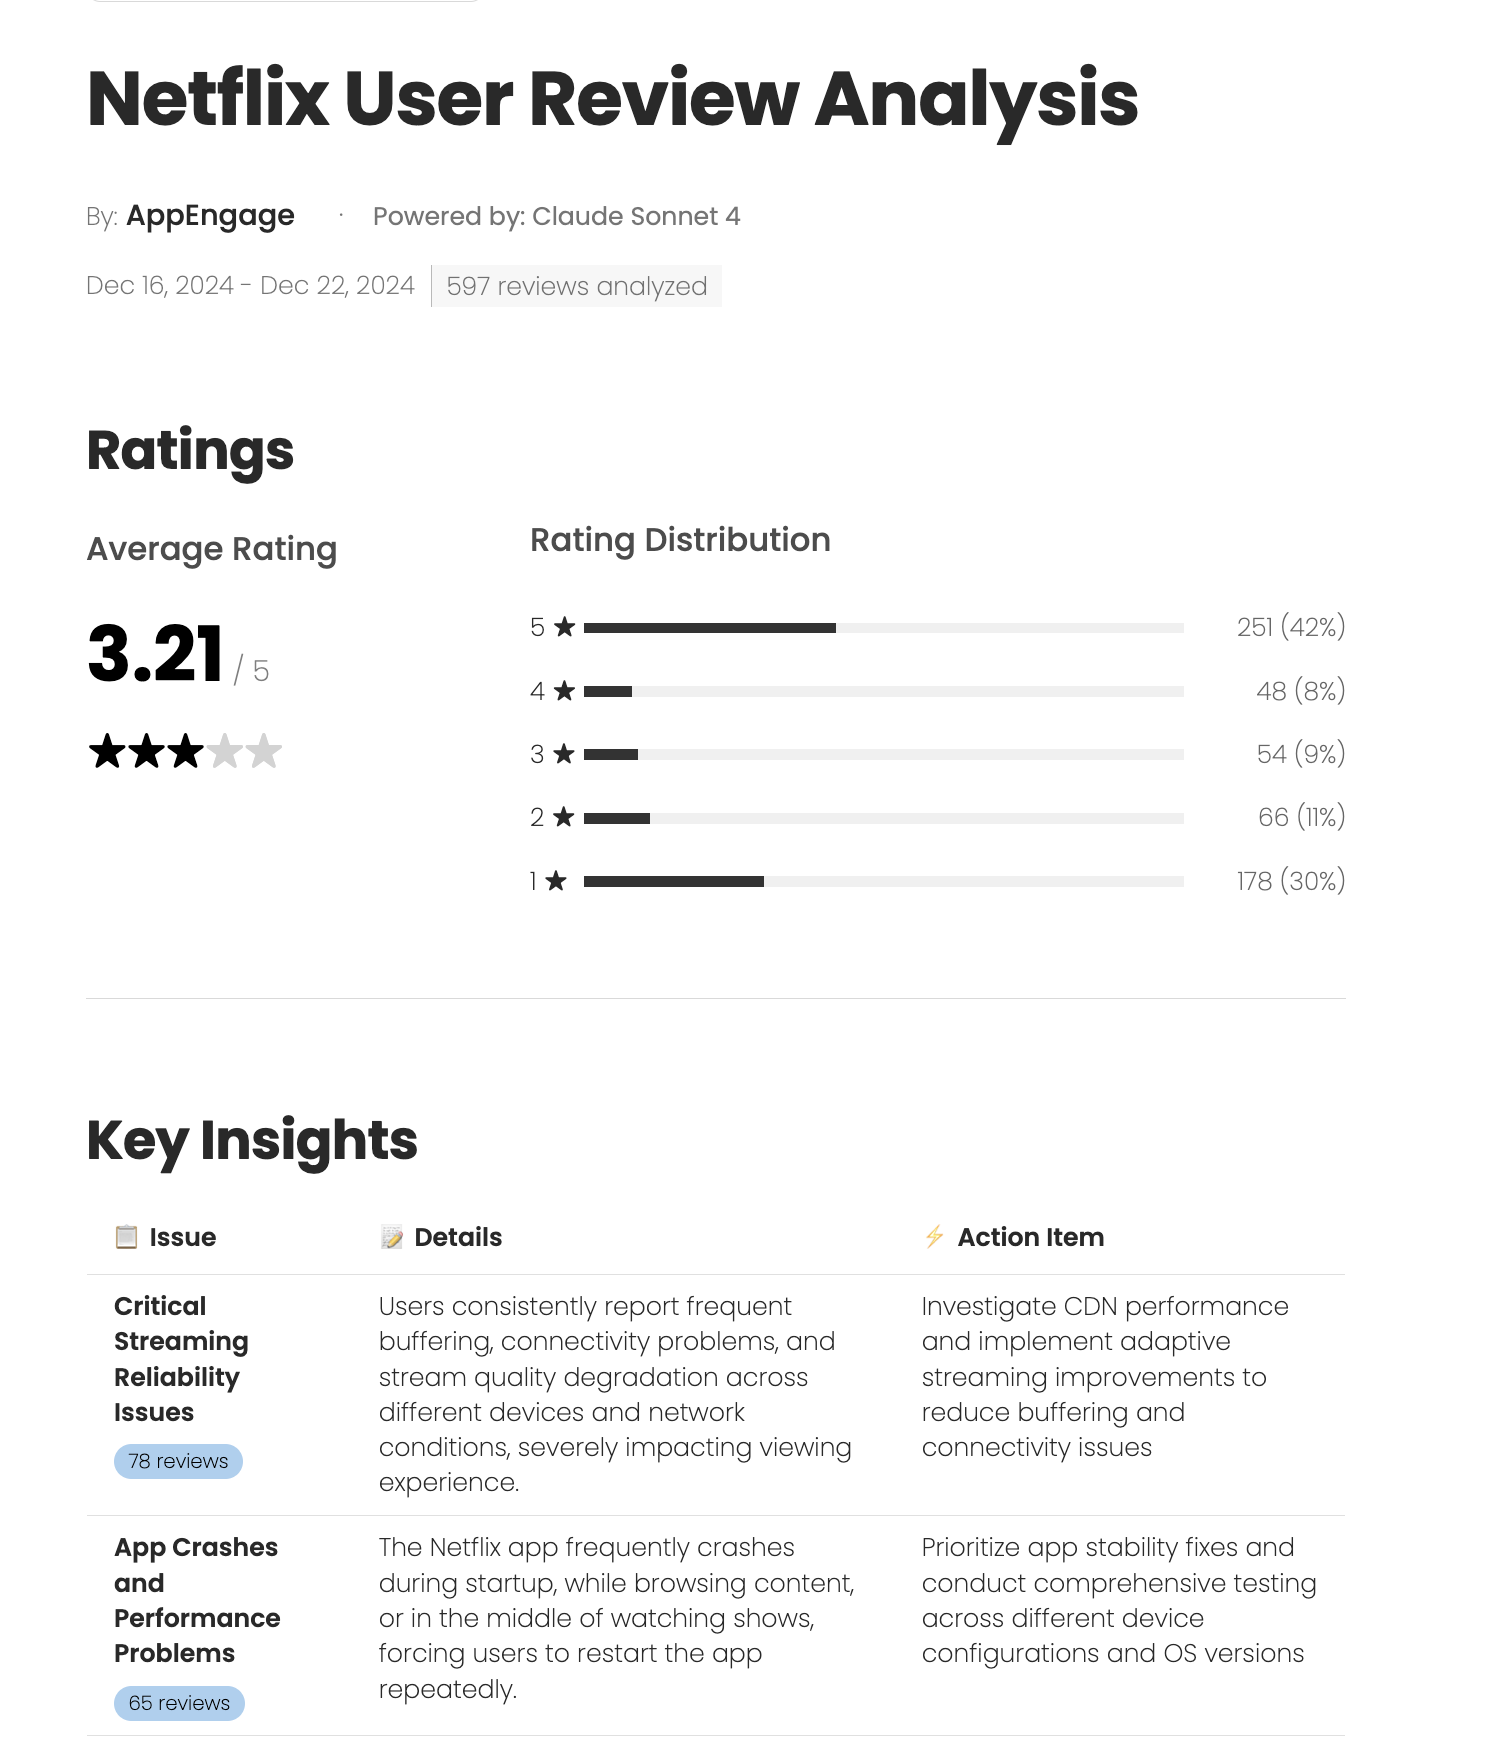 Netflix User Review Analysis
By: AppEngage · Powered by: Claude Sonnet 4
Dec 16, 2024 - Dec 22, 2024 597 reviews analyzed
Ratings
Average Rating
3.21 / 5
Rating Distribution
5 ★ 251 (42%)
4 ★ 48 (8%)
3 ★ 54 (9%)
2 ★ 66 (11%)
1 ★ 178 (30%)
Key Insights
Issue
Details
Action Item
Critical
Streaming
Reliability
Issues
78 reviews
Users consistently report frequent
buffering, connectivity problems, and
stream quality degradation across
different devices and network
conditions, severely impacting viewing
experience.
Investigate CDN performance
and implement adaptive
streaming improvements to
reduce buffering and
connectivity issues
App Crashes
and
Performance
Problems
65 reviews
The Netflix app frequently crashes
during startup, while browsing content,
or in the middle of watching shows,
forcing users to restart the app
repeatedly.
Prioritize app stability fixes and
conduct comprehensive testing
across different device
configurations and OS versions